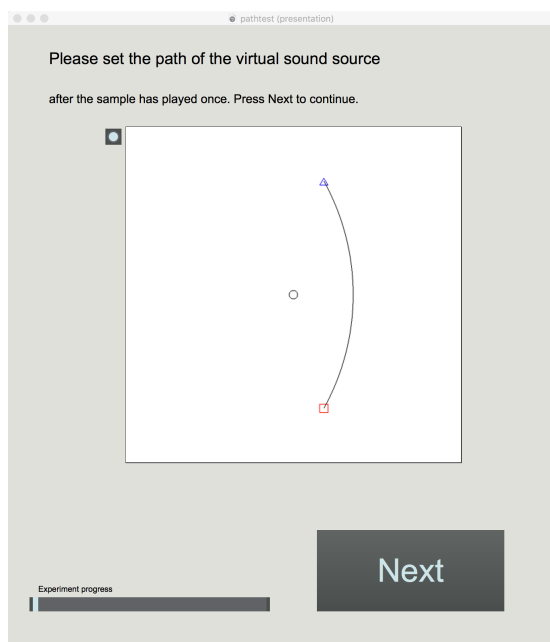 pathtest (presentation)
Please set the path of the virtual sound source
after the sample has played once. Press Next to continue.
Next
Experiment progress